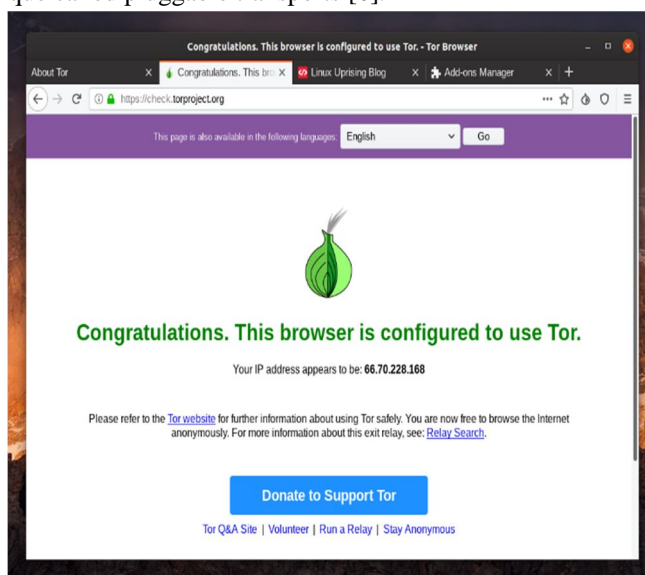 que called pluggable transports [6].
Congratulations. This browser is configured to use Tor. - Tor Browser
About Tor
Congratulations. This bro
Linux Uprising Blog
Add-ons Manager
https://check.torproject.org
This page is also available in the following languages: English Go
Congratulations. This browser is configured to use Tor.
Your IP address appears to be: 66.70.228.168
Please refer to the Tor website for further information about using Tor safely. You are now free to browse the Internet
anonymously. For more information about this exit relay, see: Relay Search.
Donate to Support Tor
Tor Q&A Site | Volunteer | Run a Relay | Stay Anonymous